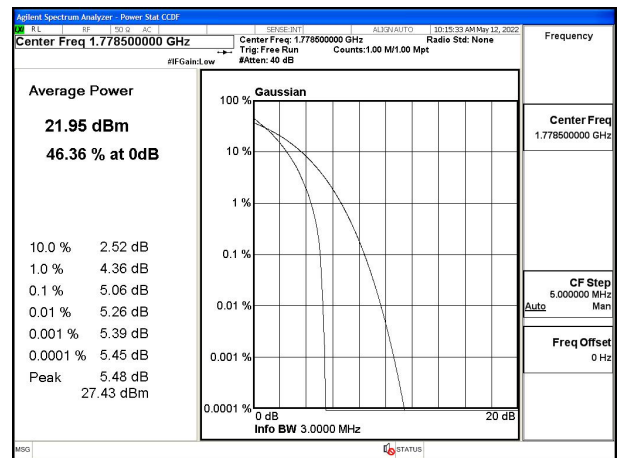 Agilent Spectrum Analyzer - Power Stat CCDF
RL RF 50 Ω AC SENSE:INT ALIGNAUTO 10:15:33 AM May 12, 2022
Center Freq 1.778500000 GHz
Center Freq: 1.778500000 GHz Radio Std: None
Trig: Free Run Counts:1.00 M/1.00 Mpt
#IFGain:Low #Atten: 40 dB
Frequency
Average Power
21.95 dBm
46.36 % at 0dB
10.0 % 2.52 dB
1.0 % 4.36 dB
0.1 % 5.06 dB
0.01 % 5.26 dB
0.001 % 5.39 dB
0.0001 % 5.45 dB
Peak 5.48 dB
27.43 dBm
Gaussian
100 %
10 %
1 %
0.1 %
0.01 %
0.001 %
0.0001 %
0 dB 20 dB
Info BW 3.0000 MHz
Center Freq
1.778500000 GHz
CF Step
5.000000 MHz
Auto Man
Freq Offset
0 Hz
MSG STATUS